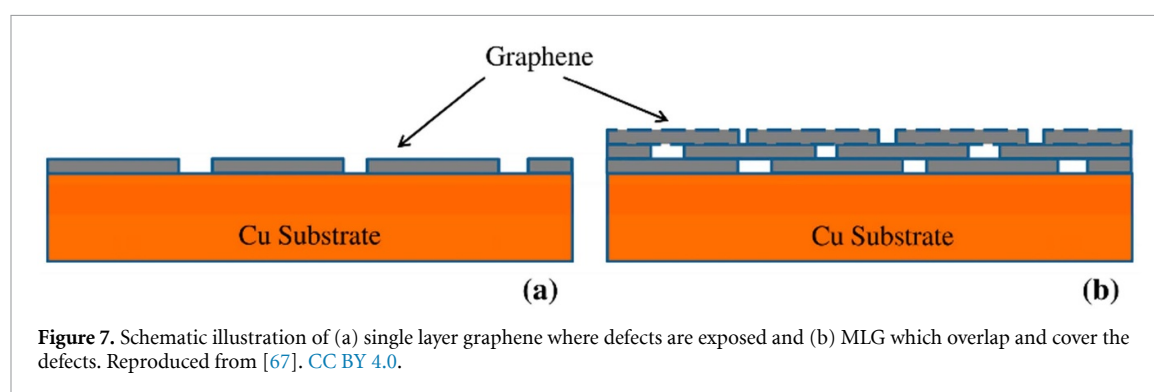 Graphene
Cu Substrate
Cu Substrate
(a)
(b)
Figure 7. Schematic illustration of (a) single layer graphene where defects are exposed and (b) MLG which overlap and cover the
defects. Reproduced from [67]. CC BY 4.0.